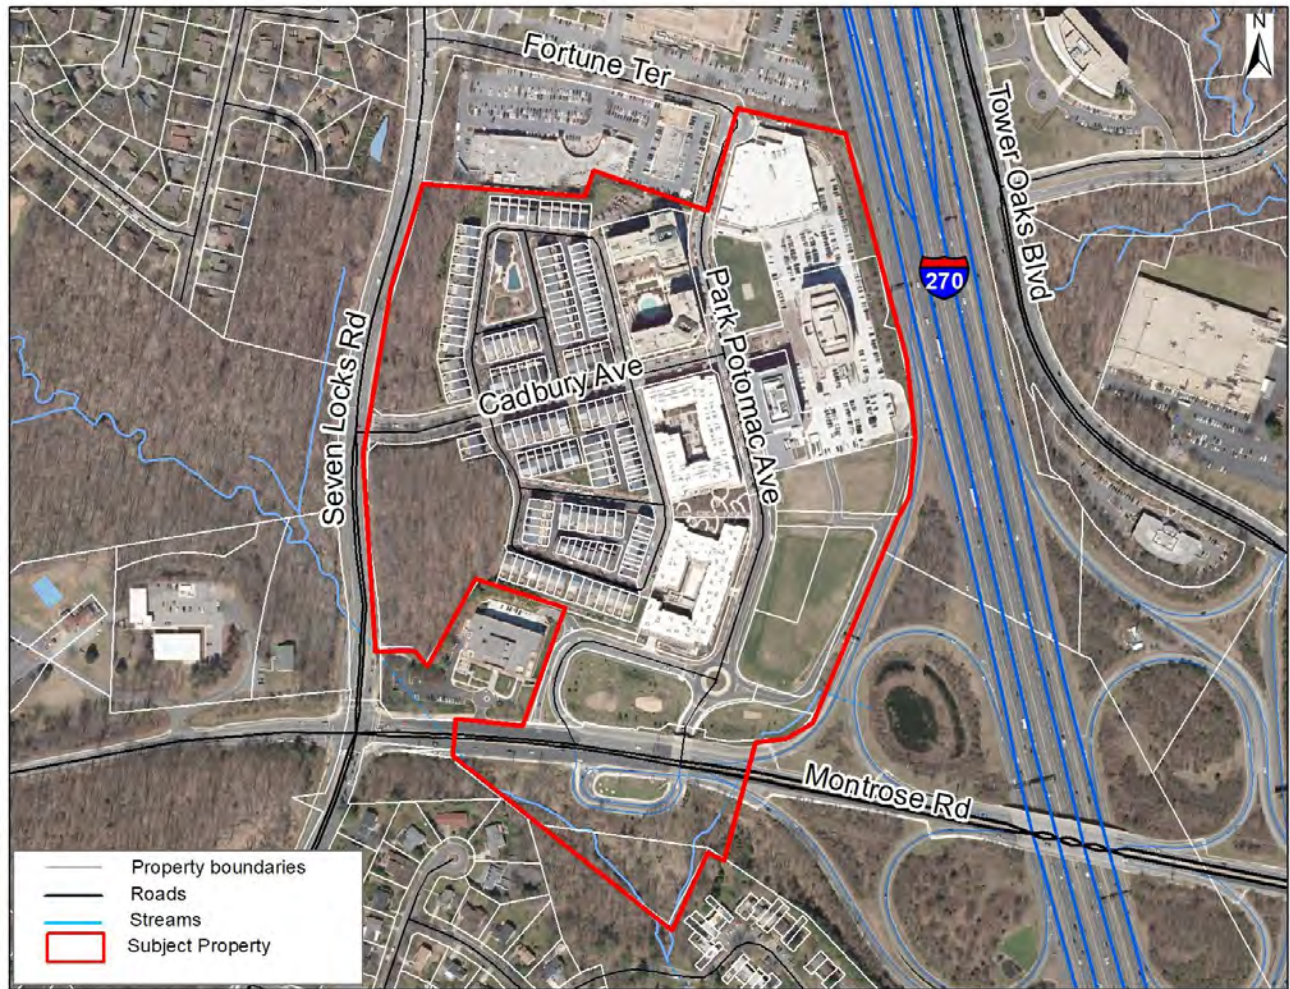 N
Fortune Ter
Tower Oaks Blvd
270
Park Potomac Ave
Seven Locks Rd
Cadbury Ave
Montrose Rd
Property boundaries
Roads
Streams
Subject Property